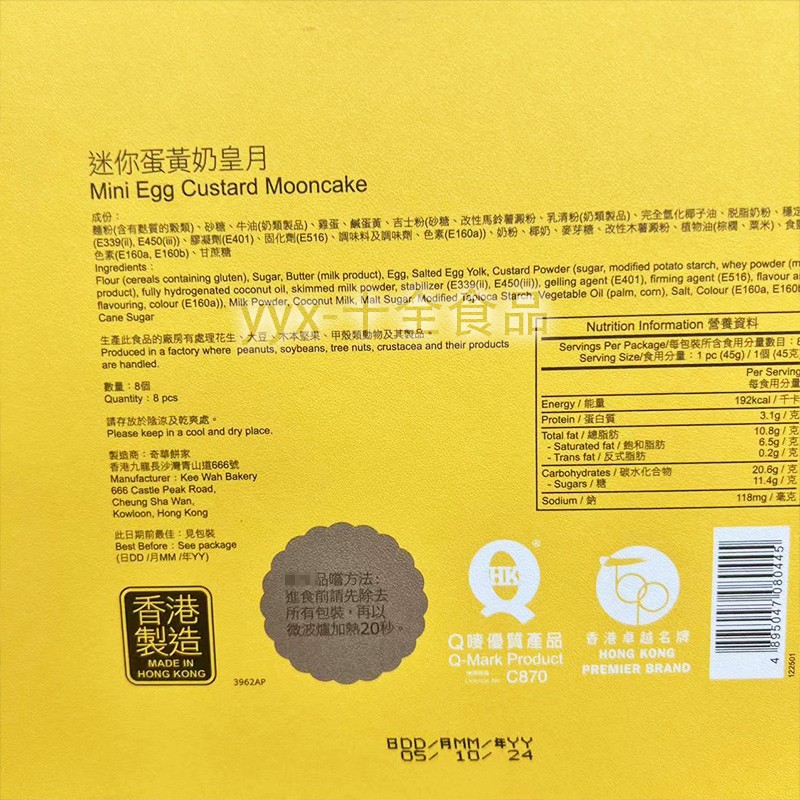 迷你蛋黃奶皇月
Mini Egg Custard Mooncake
成份：
麵粉(含有麩質的穀類)、砂糖、牛油(奶類製品)、雞蛋、鹹蛋黃、吉士粉(砂糖、改性馬鈴薯澱粉、乳清粉(奶類製品)、完全氫化椰子油、脫脂奶粉、穩定
(E339(ii), E450(iii))、膠凝劑(E401)、固化劑(E516)、調味料及調味劑、色素(E160a))、奶粉、椰奶、麥芽糖、改性木薯澱粉、植物油(棕櫚、粟米)、食鹽
色素(E160a, E160b)、甘蔗糖
Ingredients :
Flour (cereals containing gluten), Sugar, Butter (milk product), Egg, Salted Egg Yolk, Custard Powder (sugar, modified potato starch, whey powder (m
product), fully hydrogenated coconut oil, skimmed milk powder, stabilizer (E339(ii), E450(iii)), gelling agent (E401), firming agent (E516), flavour a
flavouring, colour (E160a)), Milk Powder, Coconut Milk, Malt Sugar, Modified Tapioca Starch, Vegetable Oil (palm, corn), Salt, Colour (E160a, E160b
Cane Sugar
VVX-十全食品
生產此食品的廠房有處理花生、大豆、木本堅果、甲殼類動物及其製品。
Produced in a factory where peanuts, soybeans, tree nuts, crustacea and their products
are handled.
數量：8個
Quantity : 8 pcs
請存放於陰涼及乾爽處。
Please keep in a cool and dry place.
製造商：奇華餅家
香港九龍長沙灣青山道666號
Manufacturer : Kee Wah Bakery
666 Castle Peak Road,
Cheung Sha Wan,
Kowloon, Hong Kong
此日期前最佳：見包裝
Best Before : See package
(日DD /月MM /年YY)
Nutrition Information 營養資料
Servings Per Package/每包裝所含食用分量數目：8
Serving Size/食用分量：1 pc (45g) / 1個 (45克
Per Serving
每食用分量
Energy / 能量 192kcal / 千卡
Protein / 蛋白質 3.1g / 克
Total fat / 總脂肪 10.8g / 克
- Saturated fat / 飽和脂肪 6.5g / 克
- Trans fat / 反式脂肪 0.2g / 克
Carbohydrates / 碳水化合物 20.6g / 克
- Sugars / 糖 11.4g / 克
Sodium / 鈉 118mg / 毫克
香港
製造
MADE IN
HONG KONG
3962AP
品嚐方法:
進食前請先除去
所有包裝，再以
微波爐加熱20秒。
HK
®
Q嘜優質產品
Q-Mark Product
C870
香港卓越名牌
HONG KONG
PREMIER BRAND
4 895047 080445
122501
BDD/月MM/年YY
05/ 10/ 24